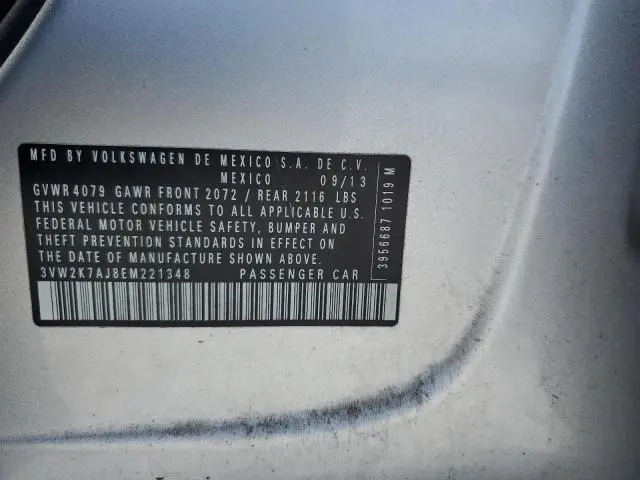 MFD BY VOLKSWAGEN DE MEXICO S.A. DE C.V.
MEXICO 09/13
GVWR 4079 GAWR FRONT 2072 / REAR 2116 LBS
THIS VEHICLE CONFORMS TO ALL APPLICABLE U.S.
FEDERAL MOTOR VEHICLE SAFETY, BUMPER AND
THEFT PREVENTION STANDARDS IN EFFECT ON
THE DATE OF MANUFACTURE SHOWN ABOVE.
3VW2K7AJ8EM221348 PASSENGER CAR
3956687 1019 M